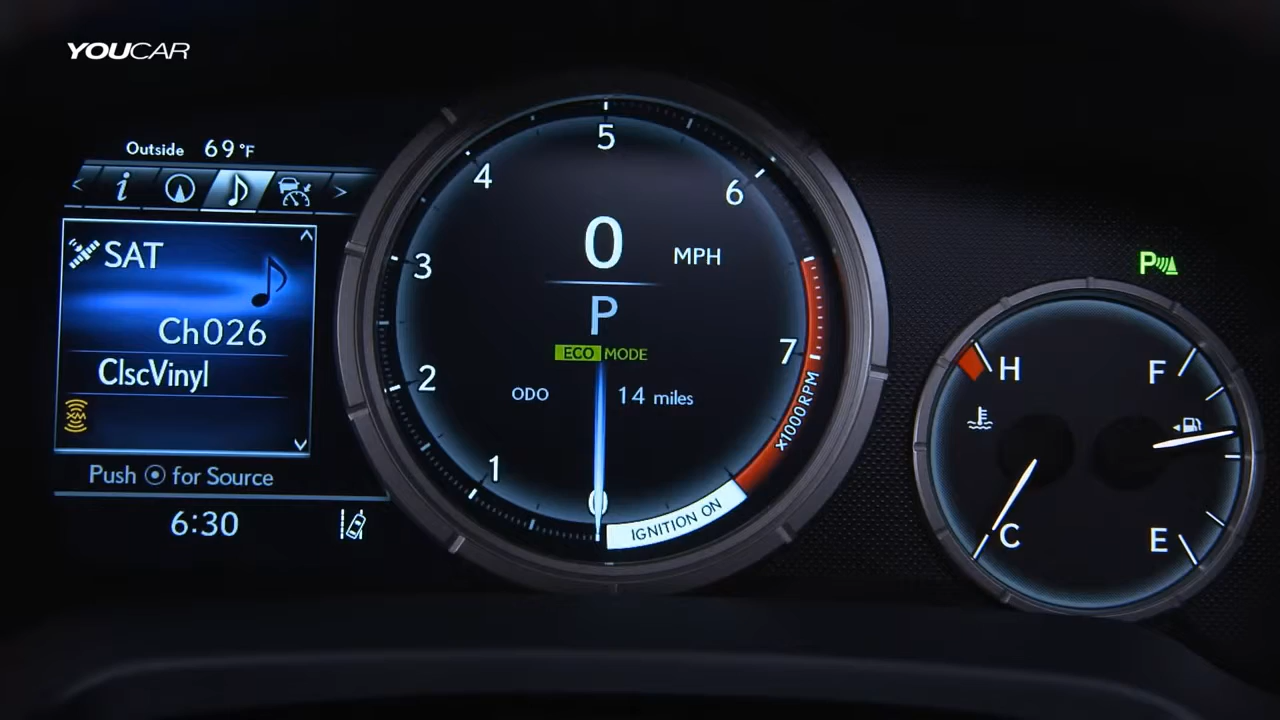 YOUCAR
Outside 69°F
< i >
SAT
Ch026
ClscVinyl
XM
Push for Source
6:30
0 1 2 3 4 5 6 7
x1000RPM
0 MPH
P
ECO MODE
ODO 14 miles
IGNITION ON
P
H F
C E